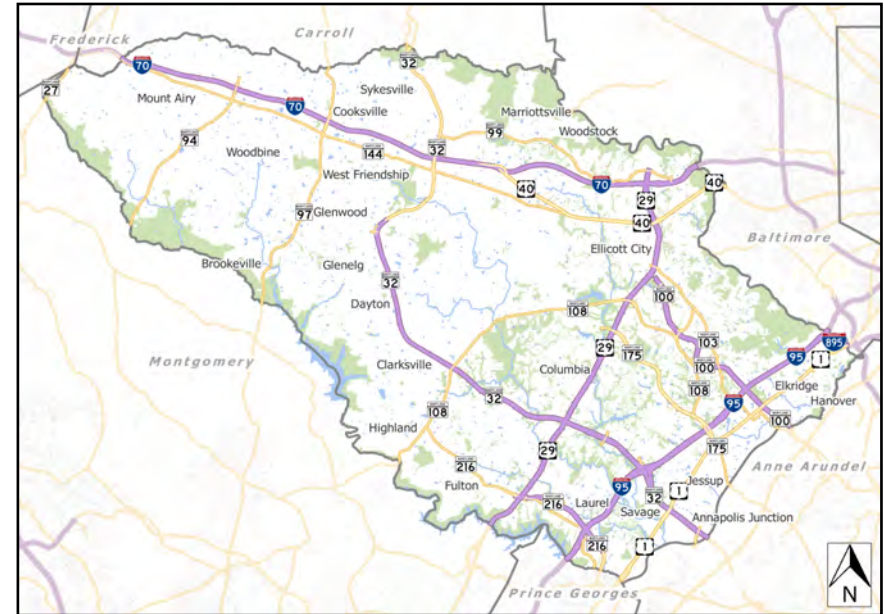 Frederick
Carroll
70
32
27
Mount Airy
70
Sykesville
Cooksville
Marriottsville
99
Woodstock
94
Woodbine
144
32
West Friendship
40
70
40
29
97
Glenwood
40
Ellicott City
Baltimore
Brookeville
Glenelg
32
100
Dayton
108
103
895
29
175
95
1
Montgomery
Clarksville
Columbia
100
Elkridge
32
108
95
Hanover
108
100
Highland
29
175
216
Anne Arundel
Fulton
95
Jessup
32
1
216
Laurel
Savage
Annapolis Junction
216
1
Prince Georges
N